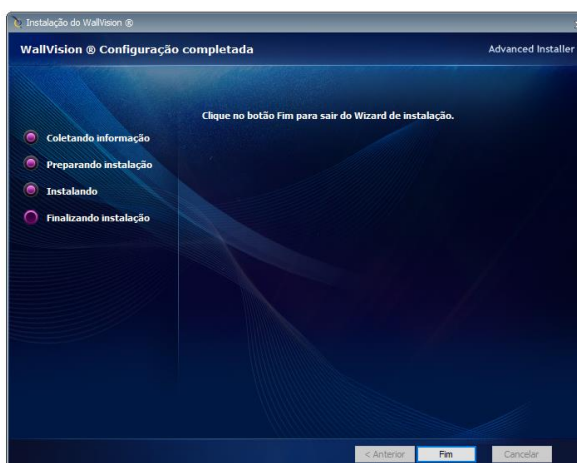 Instalação do WallVision ®
WallVision ® Configuração completada
Advanced Installer
Clique no botão Fim para sair do Wizard de instalação.
Coletando informação
Preparando instalação
Instalando
Finalizando instalação
< Anterior
Fim
Cancelar